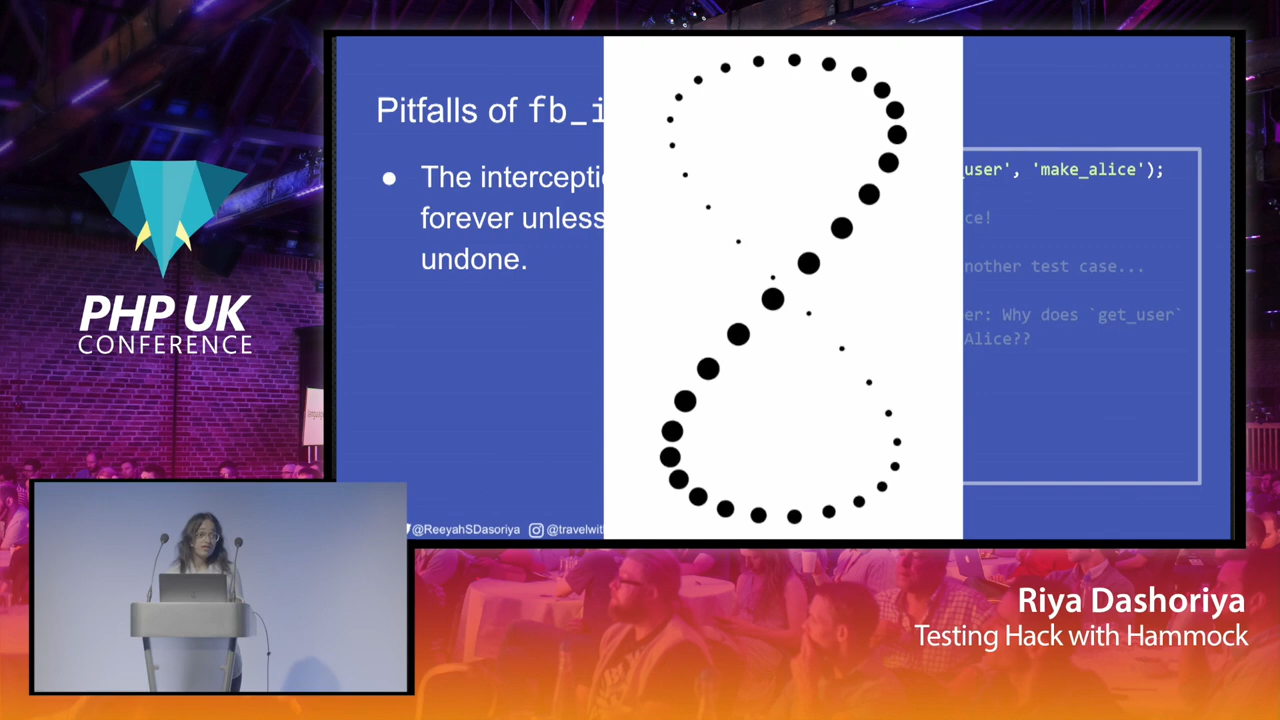 Pitfalls of fb_i
● The intercepti
forever unless
undone.
user', 'make_alice');
ce!
nother test case...
er: Why does `get_user`
Alice??
@ReeyahSDasoriya @travelwit
PHP UK
CONFERENCE
Riya Dashoriya
Testing Hack with Hammock